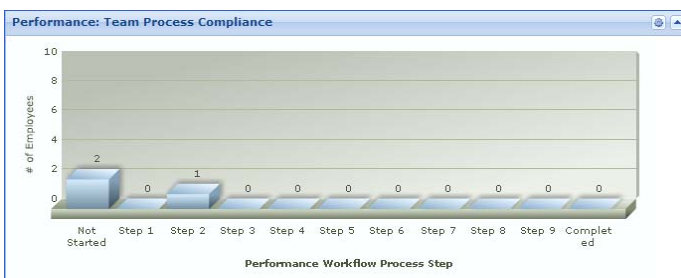 Performance: Team Process Compliance
10
8
6
4
2
0
# of Employees
2
0
1
0
0
0
0
0
0
0
0
Not Started
Step 1
Step 2
Step 3
Step 4
Step 5
Step 6
Step 7
Step 8
Step 9
Complet
ed
Performance Workflow Process Step